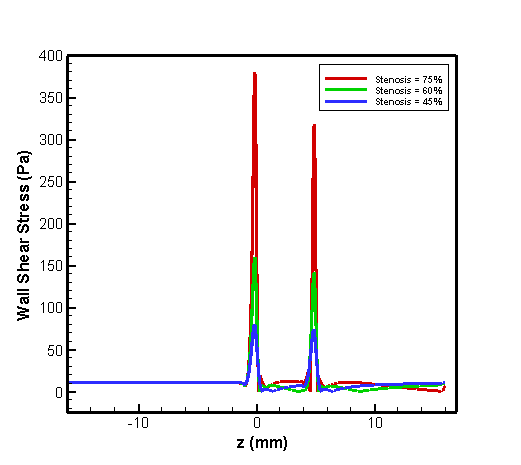 400
350
300
250
200
150
100
50
0
Wall Shear Stress (Pa)
Stenosis = 75%
Stenosis = 60%
Stenosis = 45%
-10 0 10
z (mm)